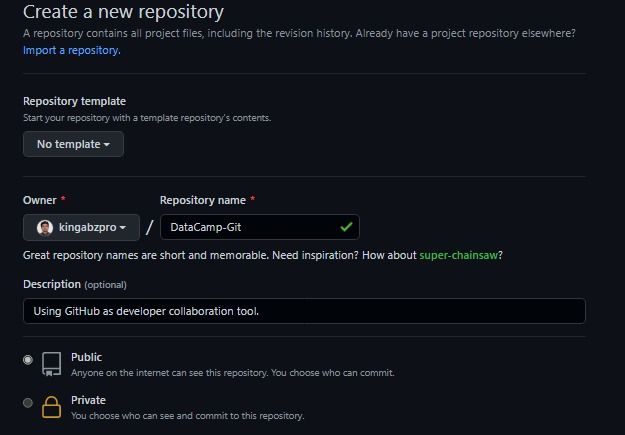 Create a new repository
A repository contains all project files, including the revision history. Already have a project repository elsewhere?
Import a repository.
Repository template
Start your repository with a template repository's contents.
No template
Owner * Repository name *
kingabzpro / DataCamp-Git
Great repository names are short and memorable. Need inspiration? How about super-chainsaw?
Description (optional)
Using GitHub as developer collaboration tool.
Public
Anyone on the internet can see this repository. You choose who can commit.
Private
You choose who can see and commit to this repository.